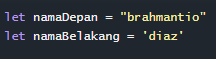 let namaDepan = "brahmantio"
let namaBelakang = 'diaz'